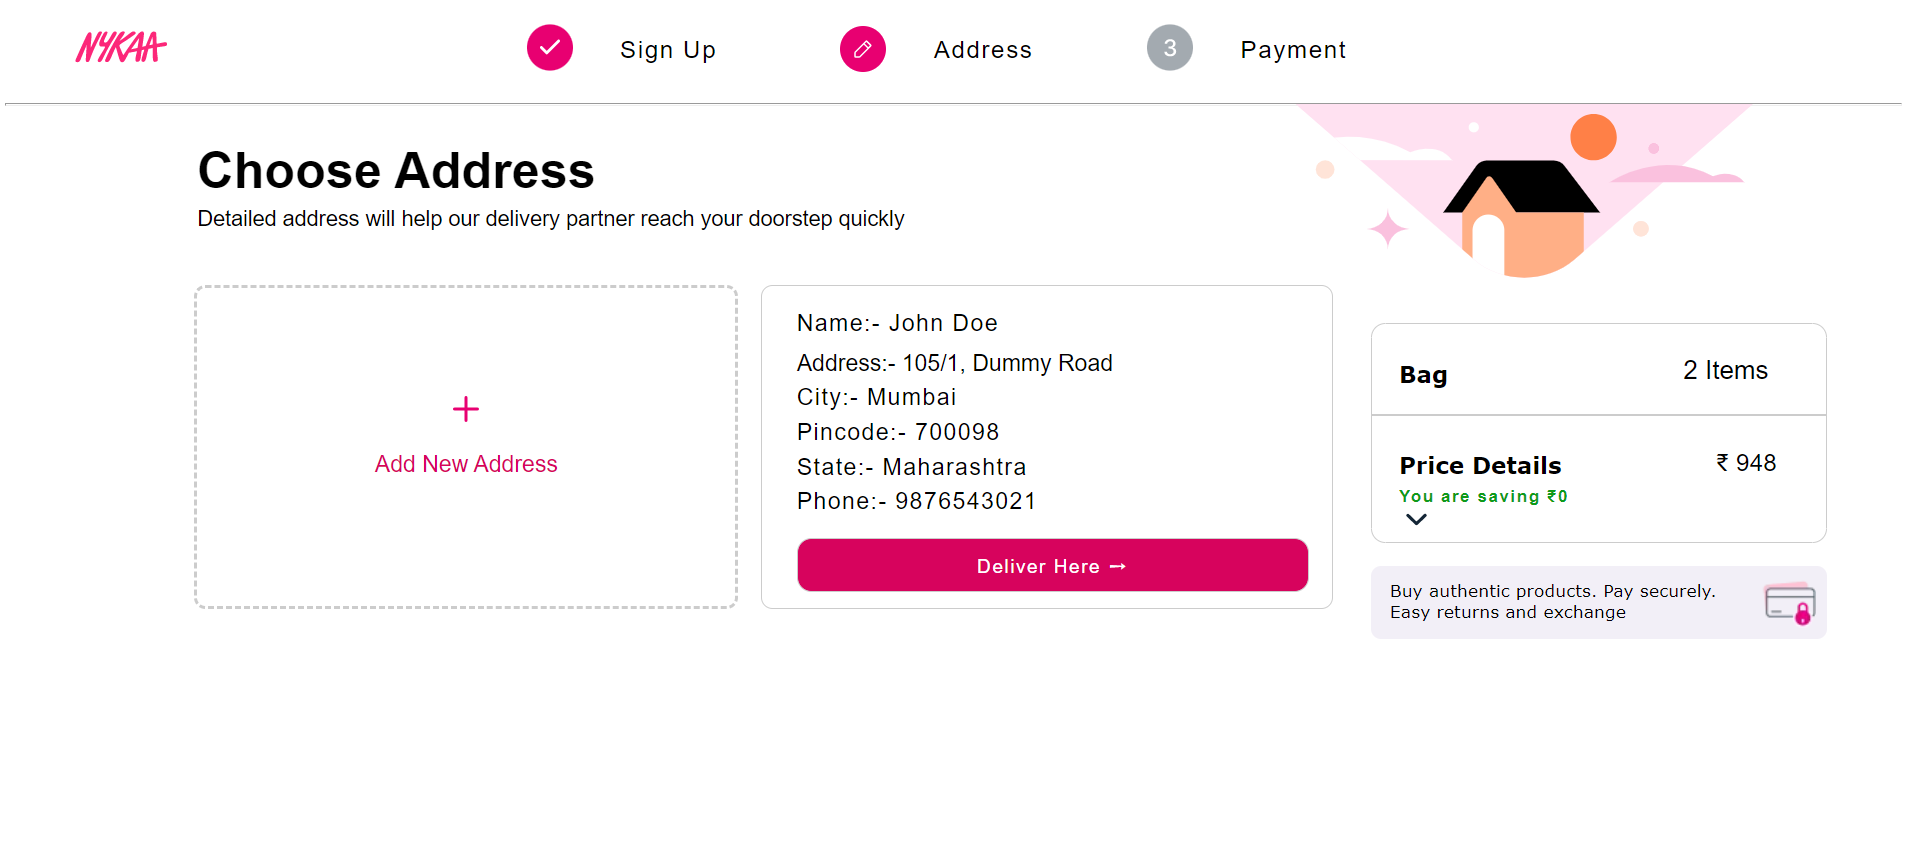 NYKAA
Sign Up
Address
3
Payment
Choose Address
Detailed address will help our delivery partner reach your doorstep quickly
Add New Address
Name:- John Doe
Address:- 105/1, Dummy Road
City:- Mumbai
Pincode:- 700098
State:- Maharashtra
Phone:- 9876543021
Deliver Here →
Bag
2 Items
Price Details
₹ 948
You are saving ₹0
Buy authentic products. Pay securely.
Easy returns and exchange